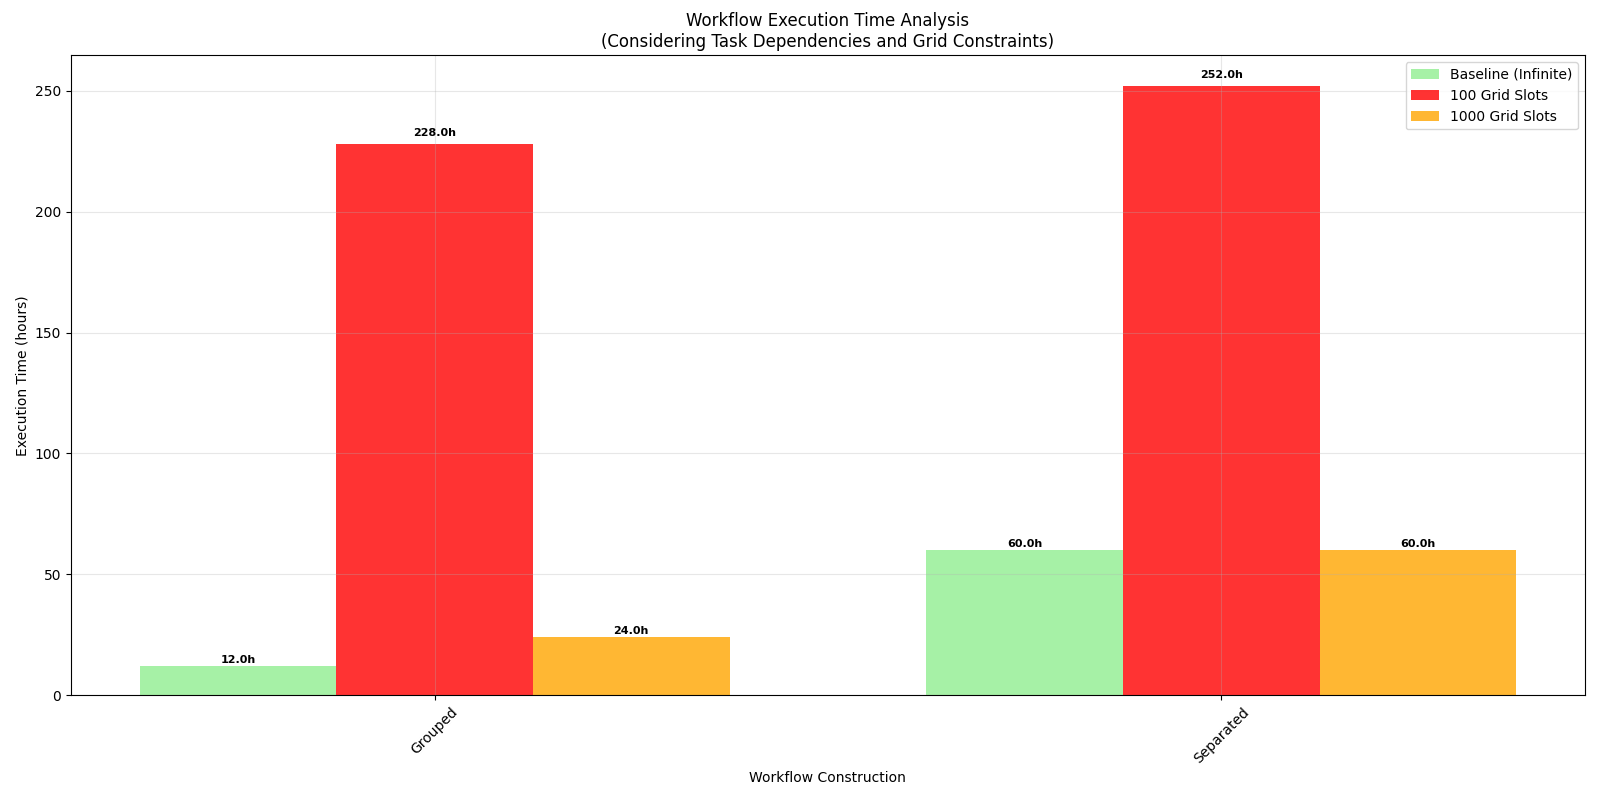 Workflow Execution Time Analysis
(Considering Task Dependencies and Grid Constraints)
Baseline (Infinite)
100 Grid Slots
1000 Grid Slots
Execution Time (hours)
250
200
150
100
50
0
12.0h
228.0h
24.0h
60.0h
252.0h
60.0h
Grouped
Separated
Workflow Construction